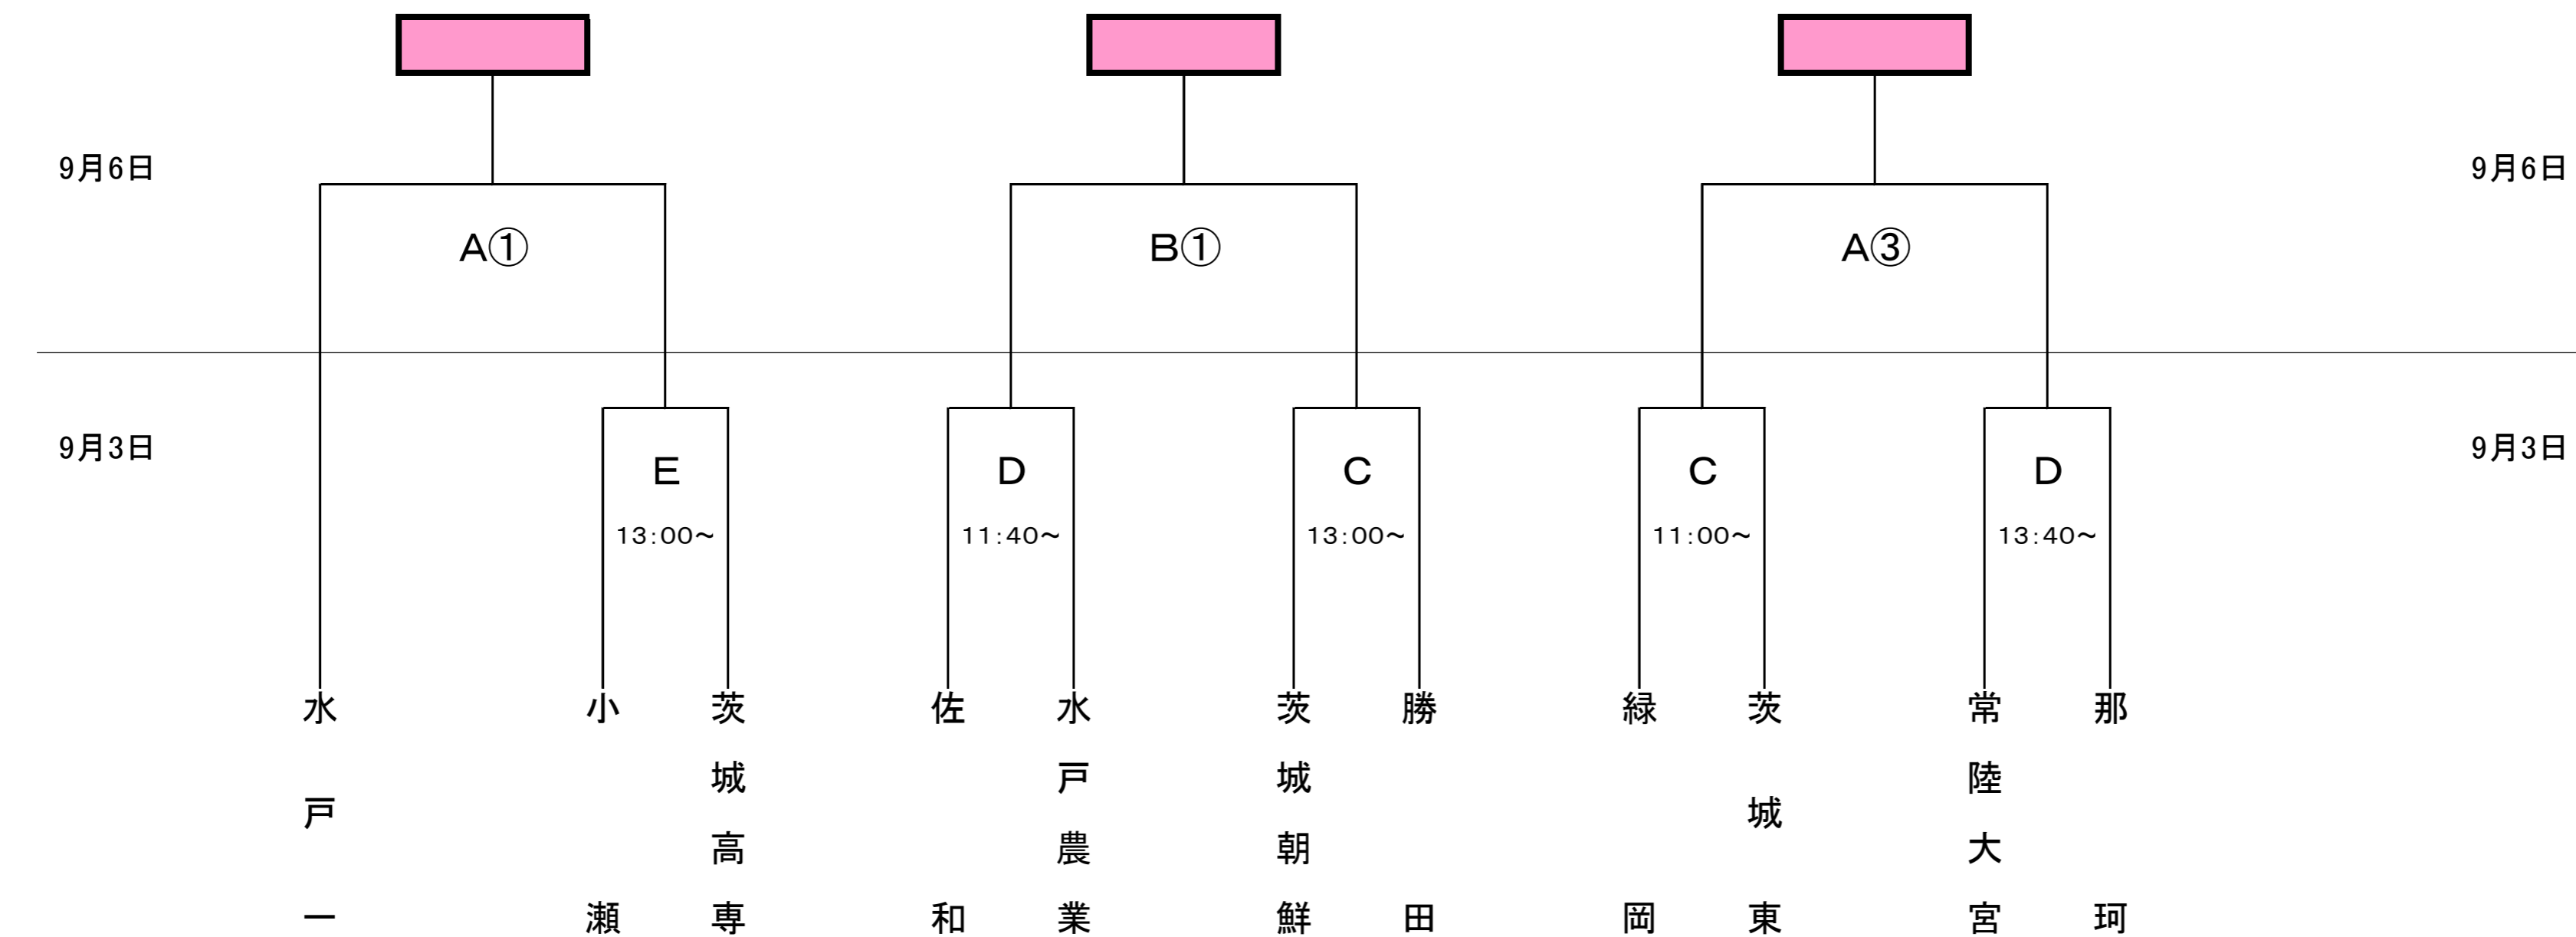 9月6日
9月6日
A①
B①
A③
9月3日
9月3日
E
D
C
C
D
13:00～
11:40～
13:00～
11:00～
13:40～
水戸一
小瀬
茨城高専
佐和
水戸農業
茨城朝鮮
勝田
緑岡
茨城東
常陸大宮
那珂